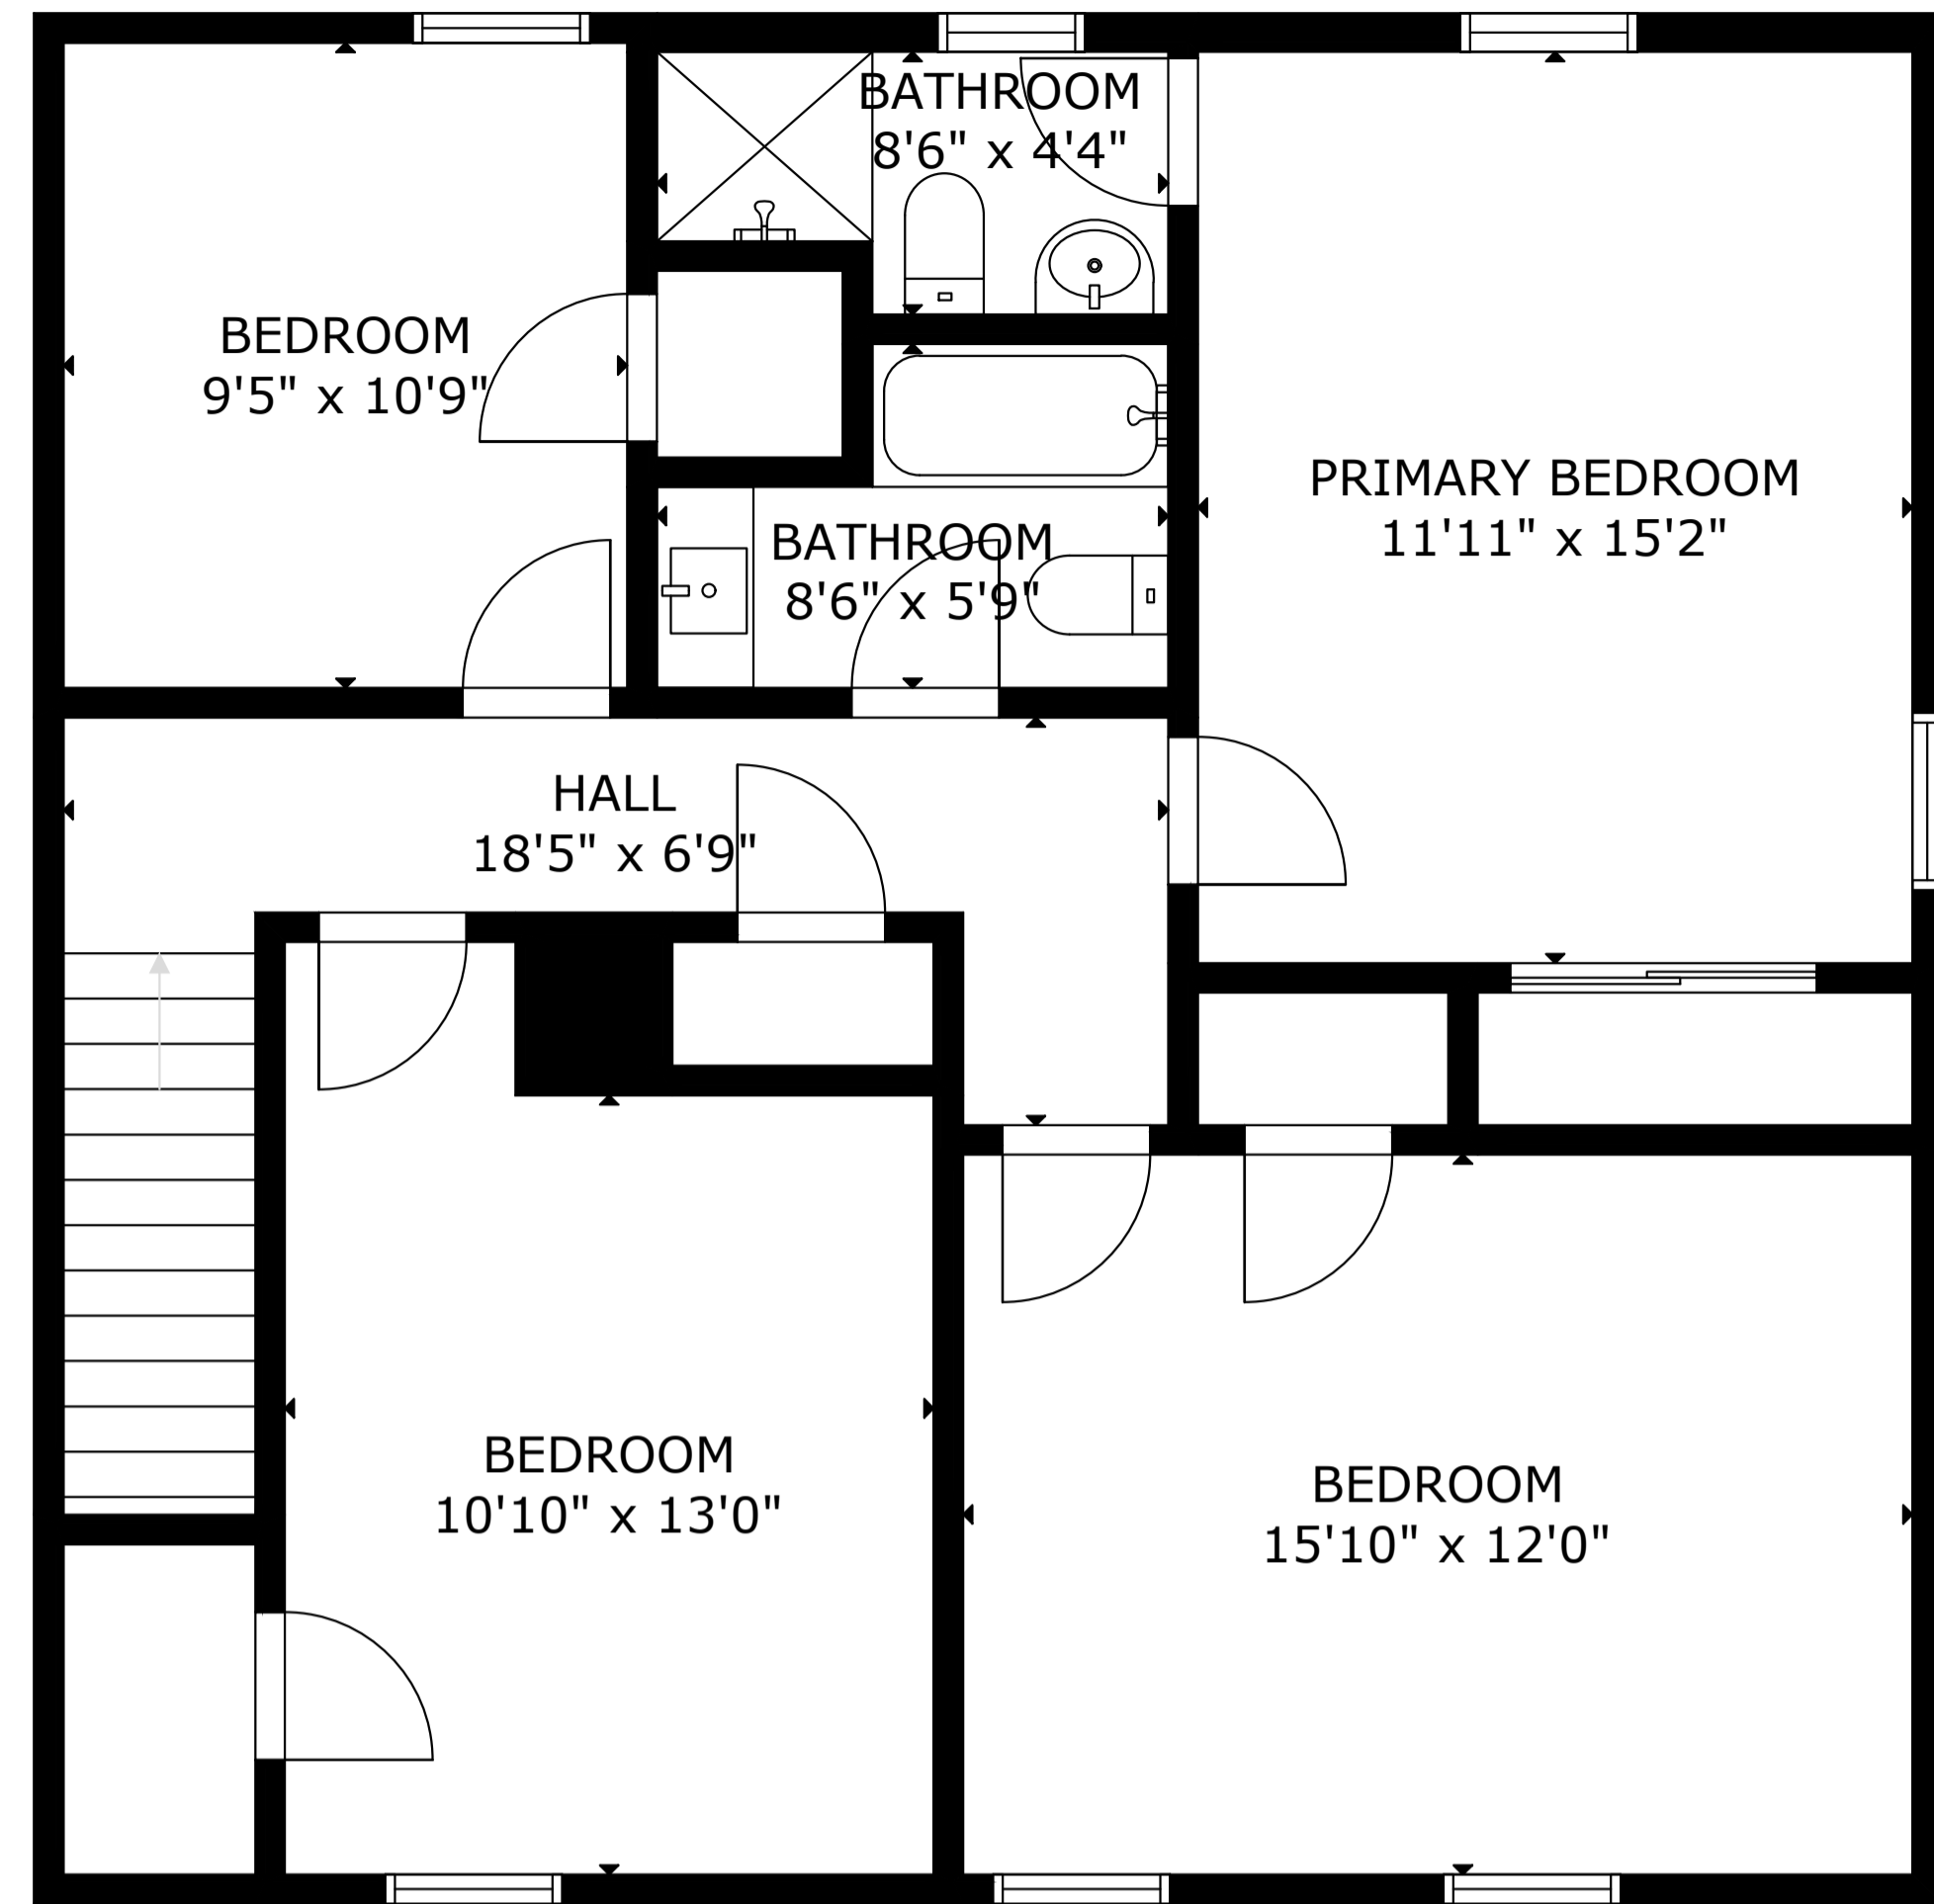 BATHROOM
8'6" x 4'4"
BEDROOM
9'5" x 10'9"
PRIMARY BEDROOM
11'11" x 15'2"
BATHROOM
8'6" x 5'9"
HALL
18'5" x 6'9"
BEDROOM
10'10" x 13'0"
BEDROOM
15'10" x 12'0"